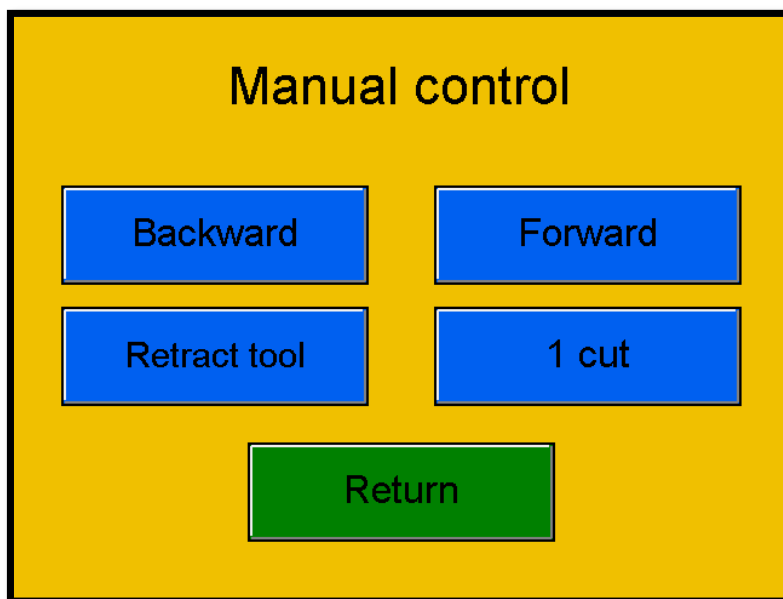 Manual control
Backward
Forward
Retract tool
1 cut
Return